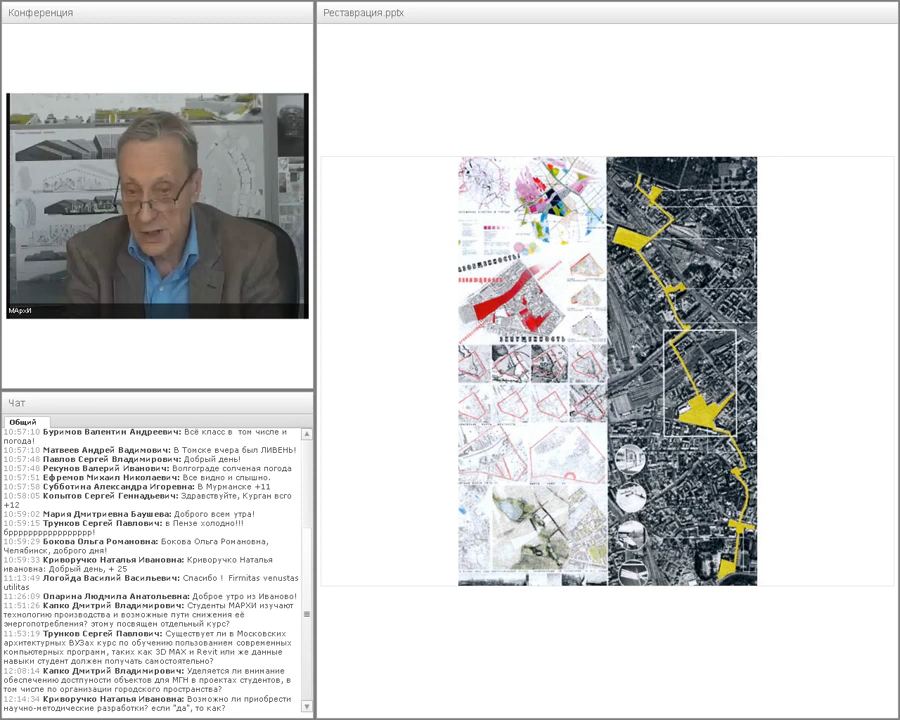 Конференция
Реставрация.pptx
МАрхИ
Чат
Общий
10:57:10 Буримов Валентин Андреевич: Всё класс в том числе и
погода!
10:57:10 Матвеев Андрей Вадимович: В Томске вчера был ЛИВЕНЬ!
10:57:48 Павлов Сергей Владимирович: Добрый день!
10:57:48 Рекунов Валерий Иванович: Волгограде солченая погода
10:57:51 Ефремов Михаил Николаевич: Все видно и слышно.
10:57:58 Субботина Александра Игоревна: В Мурманске +11
10:58:05 Копытов Сергей Геннадьевич: Здравствуйте, Курган всго
+12
10:59:02 Мария Дмитриевна Баушева: Доброго всем утра!
10:59:15 Трунков Сергей Павлович: в Пензе холодно!!!
брррррррррррррррррр!
10:59:29 Бокова Ольга Романовна: Бокова Ольга Романовна,
Челябинск, доброго дня!
10:59:33 Криворучко Наталья Ивановна: Криворучко Наталья
ивановна: Добрый день, + 25
11:13:49 Логойда Василий Васильевич: Спасибо ! Firmitas venustas
utilitas
11:26:09 Опарина Людмила Анатольевна: Доброе утро из Иваново!
11:51:26 Капко Дмитрий Владимирович: Студенты МАРХИ изучают
технологию производства и возможные пути снижения её
энергопотребления? этому посвящен отдельный курс?
11:53:19 Трунков Сергей Павлович: Существует ли в Московских
архитектурных ВУЗах курс по обучению пользованием современных
компьютерных программ, таких как 3D MAX и Revit или же данные
навыки студент должен получать самостоятельно?
12:08:14 Капко Дмитрий Владимирович: Уделяется ли внимание
обеспечению достпуности объектов для МГН в проектах студентов, в
том числе по организации городского пространства?
12:14:34 Криворучко Наталья Ивановна: Возможно ли приобрести
научно-методические разработки? если "да", то как?